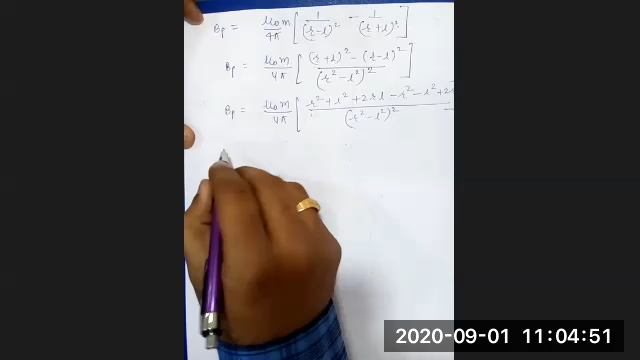 Bp = μ0m/4π [ 1/(r-l)² - 1/(r+l)² ]
Bp = μ0m/4π [ (r+l)² - (r-l)² / (r²-l²)² ]
Bp = μ0m/4π [ r² + l² + 2rl - r² - l² + 2r / (r²-l²)²
2020-09-01 11:04:51